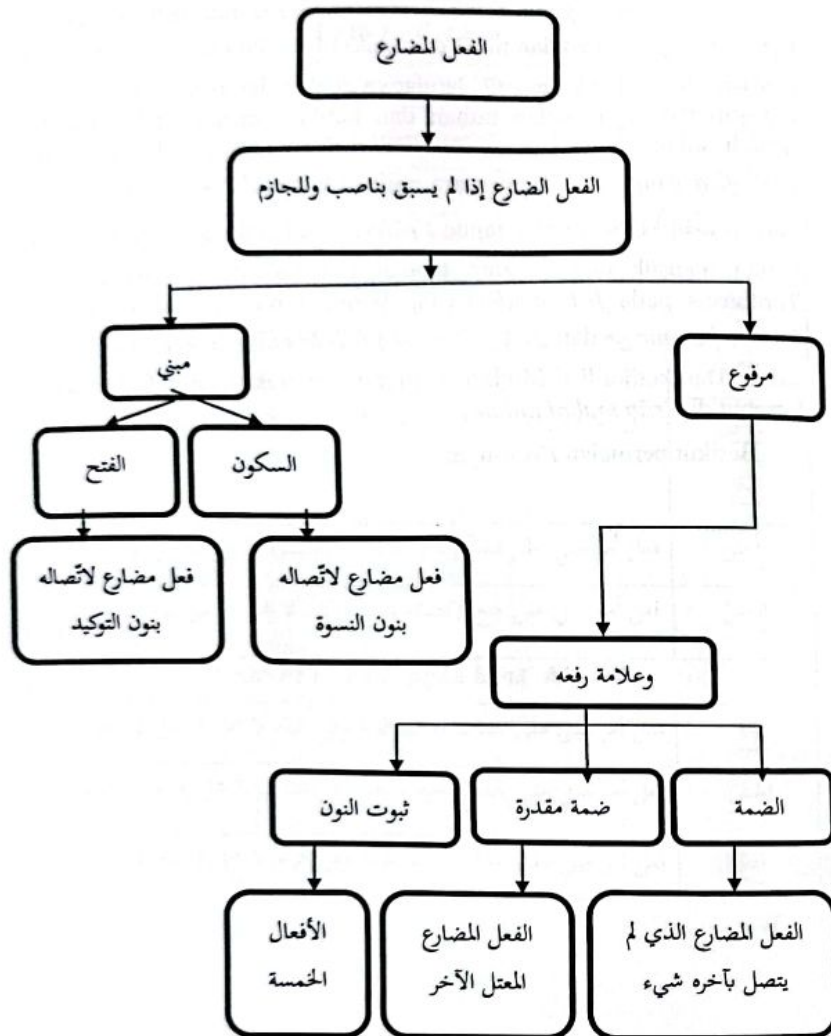 الفعل المضارع
الفعل الضارع إذا لم يسبق بناصب وللجازم
مرفوع
مبني
السكون
الفتح
فعل مضارع لاتّصاله
بنون النسوة
فعل مضارع لاتّصاله
بنون التوكيد
وعلامة رفعه
الضمة
ضمة مقدرة
ثبوت النون
الفعل المضارع الذي لم
يتصل بآخره شيء
الفعل المضارع
المعتل الآخر
الأفعال
الخمسة